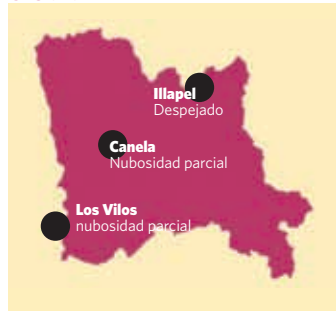 Illapel
Despejado
Canela
Nubosidad parcial
Los Vilos
nubosidad parcial